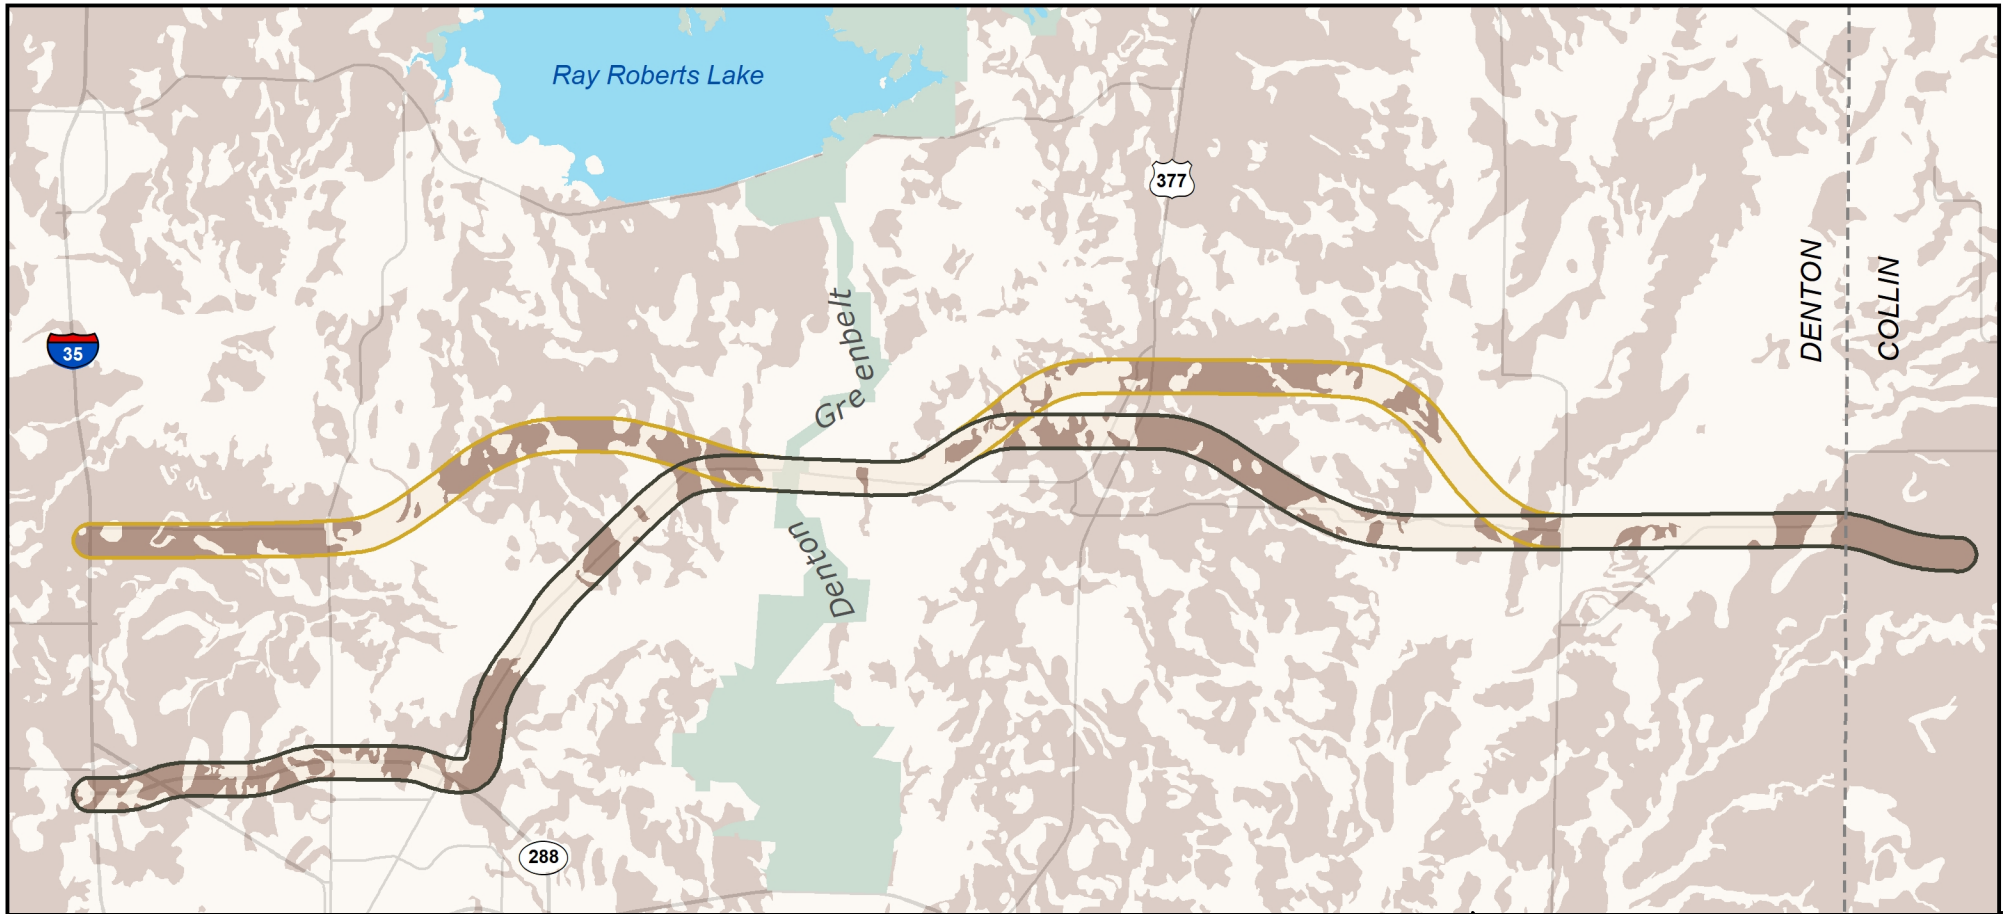 Ray Roberts Lake
377
DENTON
COLLIN
35
Greenbelt
Denton
288